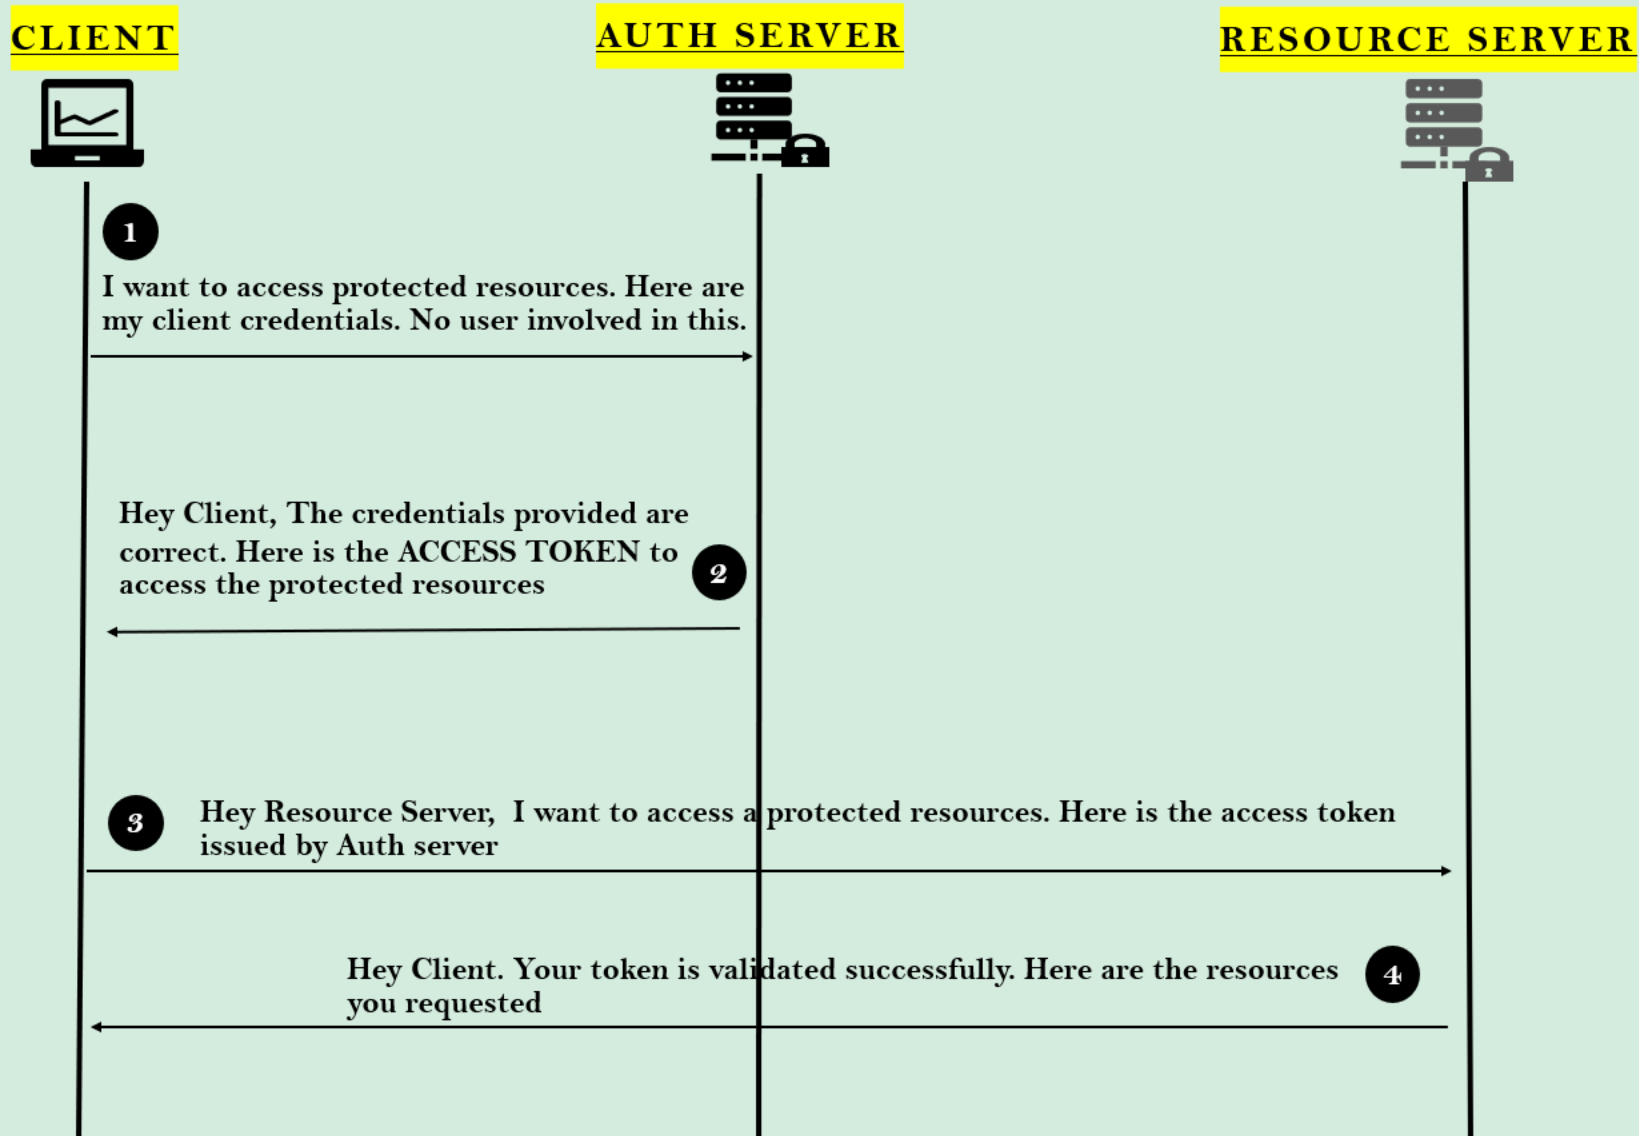 CLIENT
AUTH SERVER
RESOURCE SERVER
1
I want to access protected resources. Here are
my client credentials. No user involved in this.
Hey Client, The credentials provided are
correct. Here is the ACCESS TOKEN to
access the protected resources
2
3
Hey Resource Server,  I want to access a protected resources. Here is the access token
issued by Auth server
Hey Client. Your token is validated successfully. Here are the resources
you requested
4